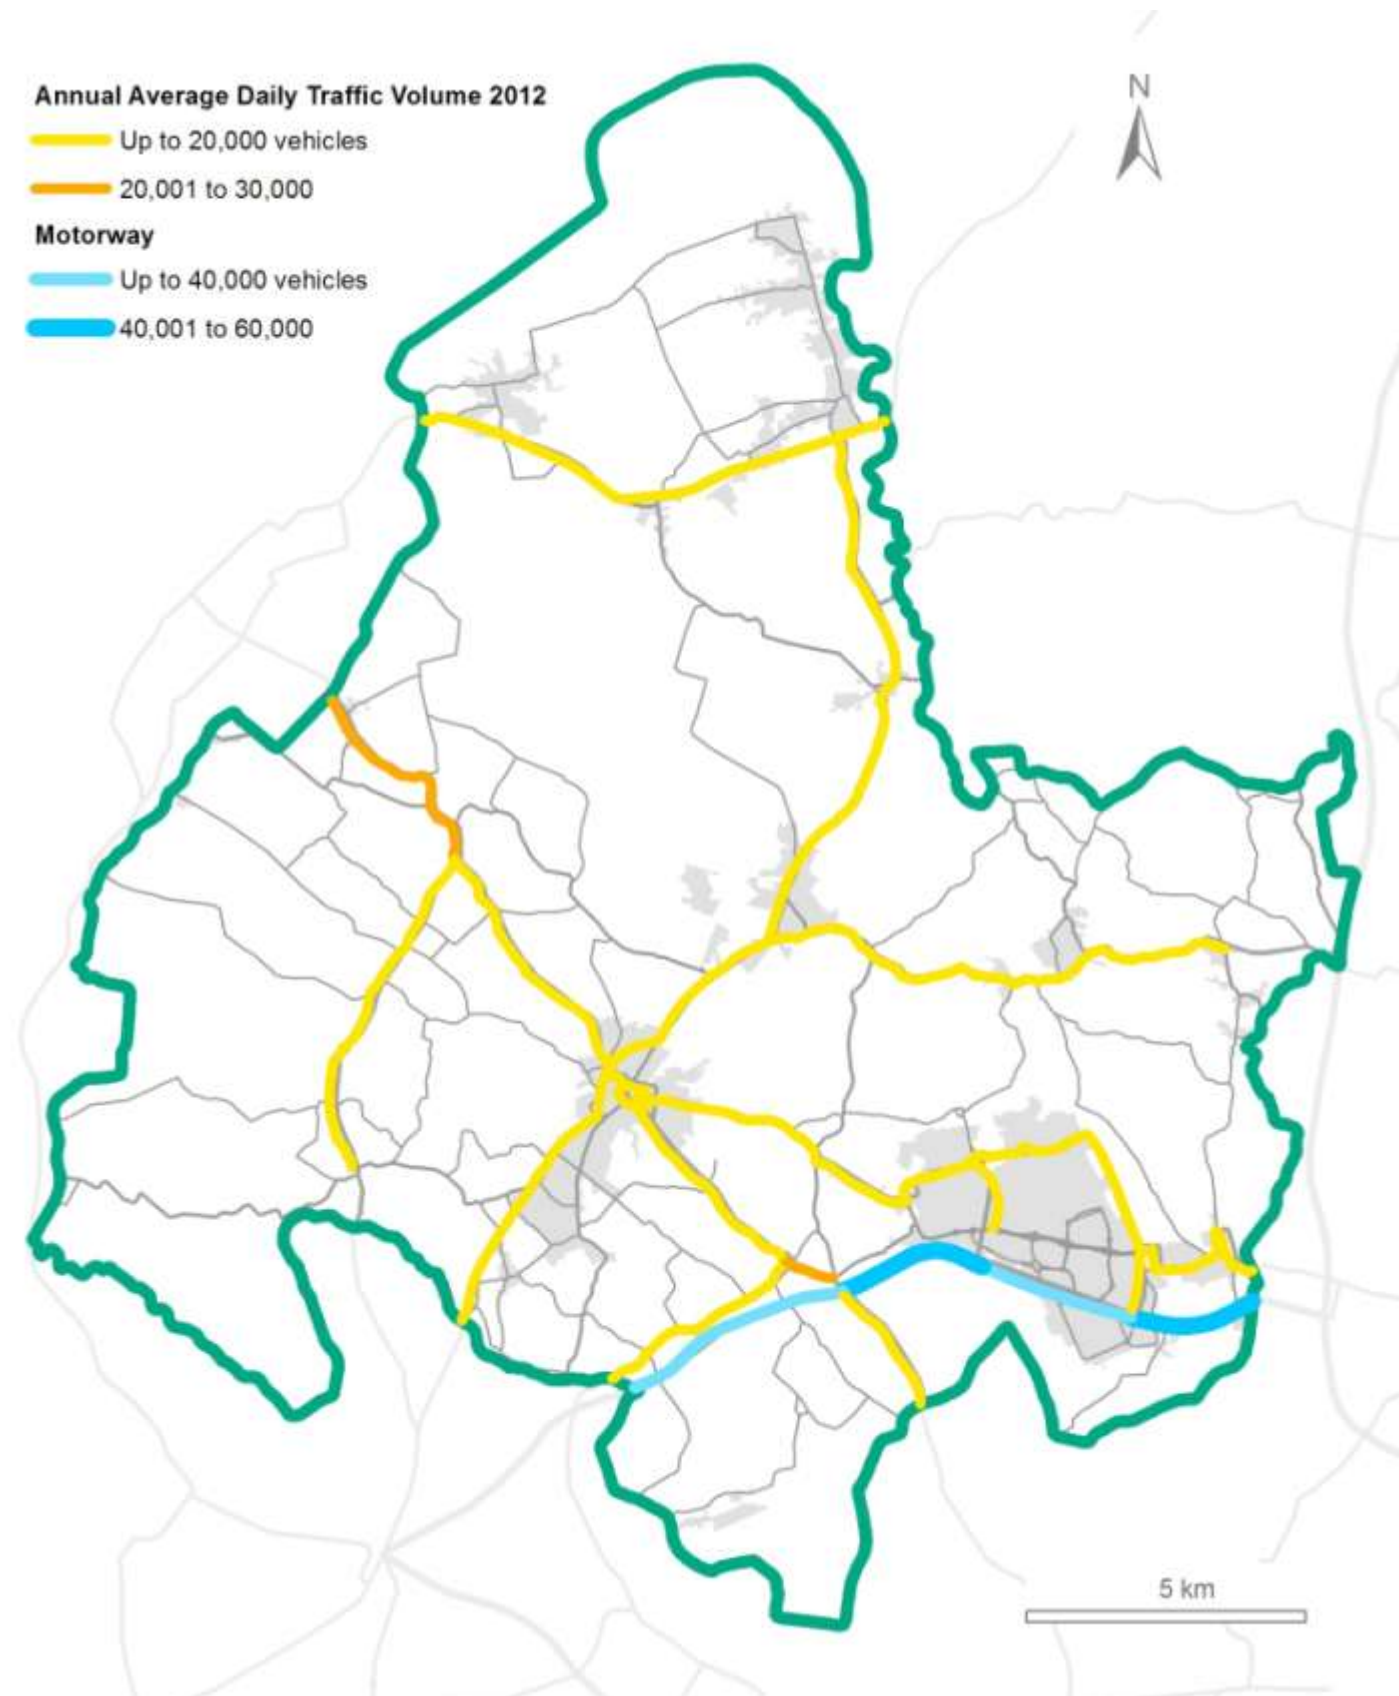 Annual Average Daily Traffic Volume 2012
Up to 20,000 vehicles
20,001 to 30,000
Motorway
Up to 40,000 vehicles
40,001 to 60,000
N
5 km